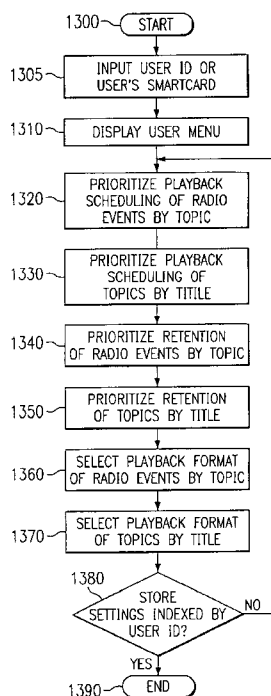 1300
START
1305
INPUT USER ID OR
USER'S SMARTCARD
1310
DISPLAY USER MENU
1320
PRIORITIZE PLAYBACK
SCHEDULING OF RADIO
EVENTS BY TOPIC
1330
PRIORITIZE PLAYBACK
SCHEDULING OF
TOPICS BY TITILE
1340
PRIORITIZE RETENTION
OF RADIO EVENTS BY TOPIC
1350
PRIORITIZE RETENTION
OF TOPICS BY TITLE
1360
SELECT PLAYBACK FORMAT
OF RADIO EVENTS BY TOPIC
1370
SELECT PLAYBACK FORMAT
OF TOPICS BY TITLE
1380
STORE
SETTINGS INDEXED BY
USER ID?
NO
YES
1390
END